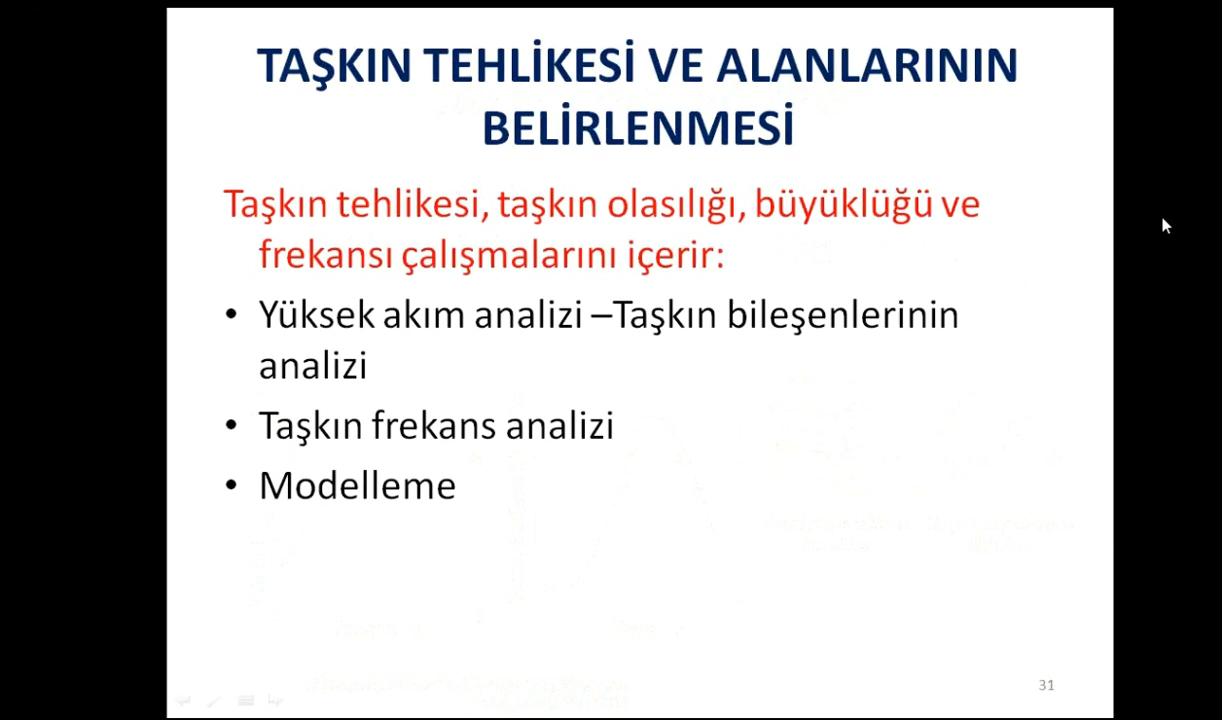 TAŞKIN TEHLİKESİ VE ALANLARININ
BELİRLENMESİ
Taşkın tehlikesi, taşkın olasılığı, büyüklüğü ve
frekansı çalışmalarını içerir:
• Yüksek akım analizi –Taşkın bileşenlerinin
analizi
• Taşkın frekans analizi
• Modelleme
31